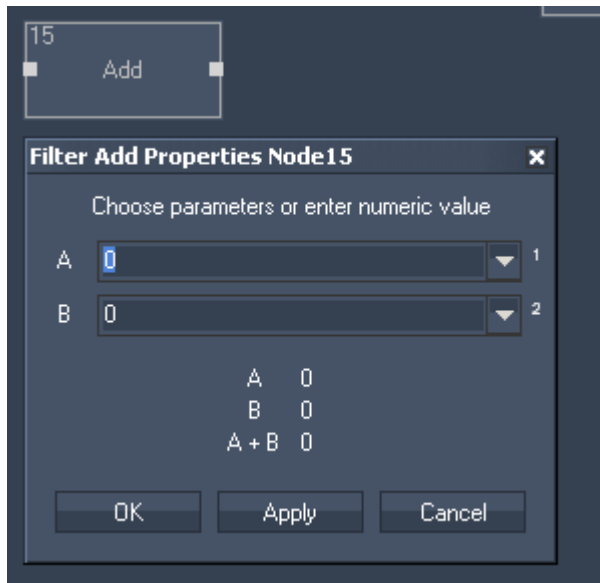 15
Add
Filter Add Properties Node15 x
Choose parameters or enter numeric value
A 0 1
B 0 2
A 0
B 0
A + B 0
OK Apply Cancel